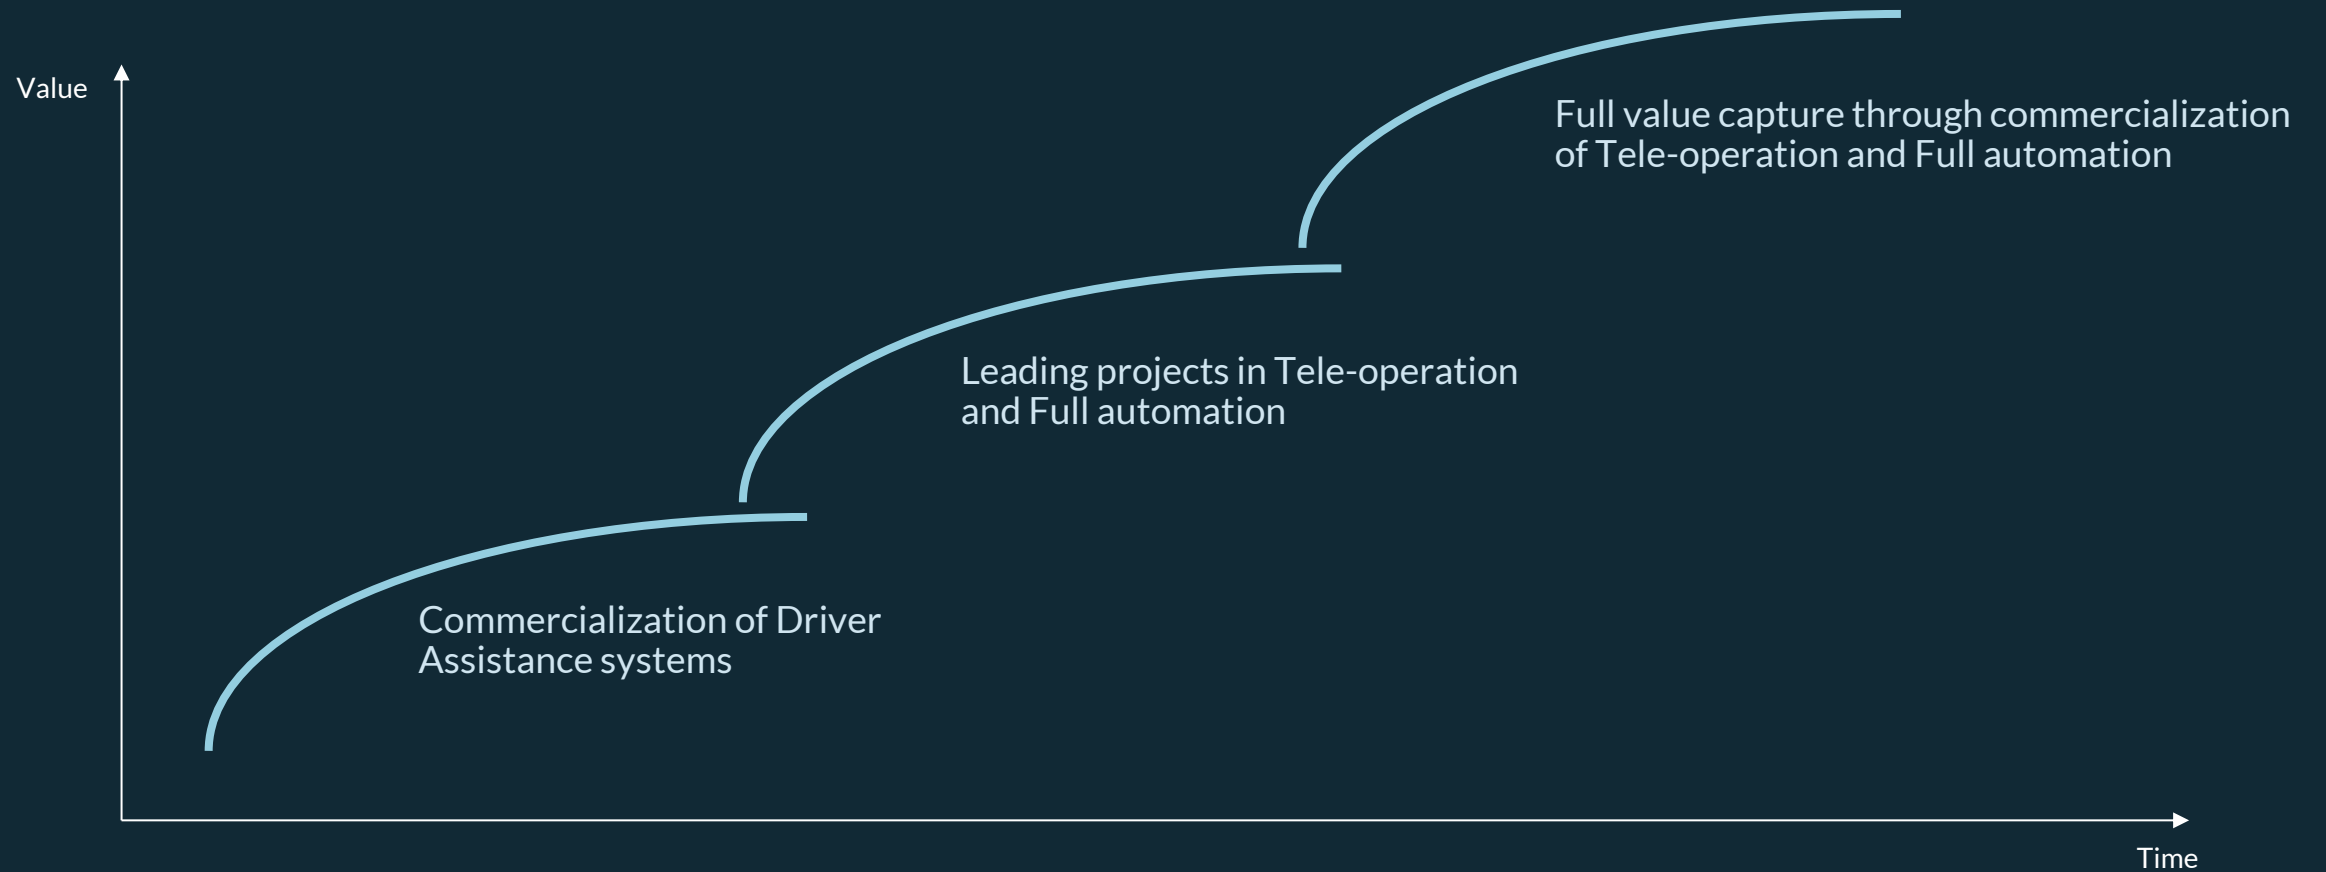 Value
Full value capture through commercialization
of Tele-operation and Full automation
Leading projects in Tele-operation
and Full automation
Commercialization of Driver
Assistance systems
Time